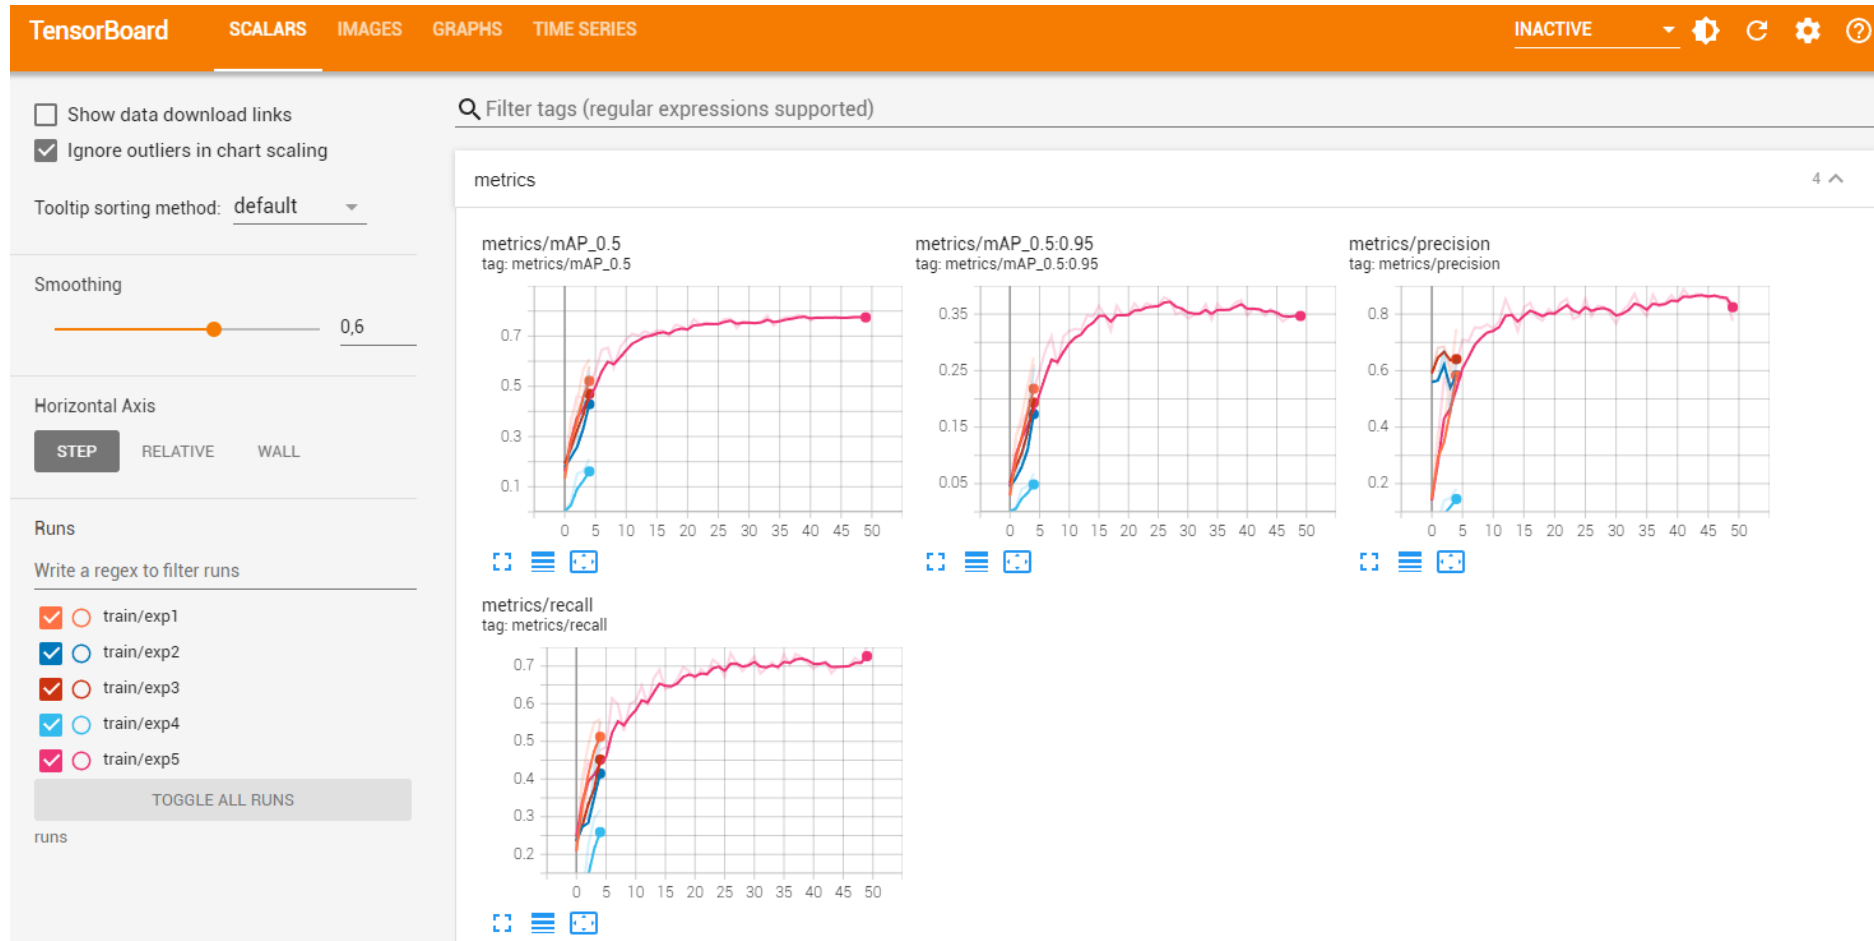 TensorBoard SCALARS IMAGES GRAPHS TIME SERIES INACTIVE
Show data download links
Ignore outliers in chart scaling
Tooltip sorting method: default
Smoothing
0,6
Horizontal Axis
STEP RELATIVE WALL
Runs
Write a regex to filter runs
train/exp1
train/exp2
train/exp3
train/exp4
train/exp5
TOGGLE ALL RUNS
runs
Filter tags (regular expressions supported)
metrics 4
metrics/mAP_0.5
tag: metrics/mAP_0.5
0.7
0.5
0.3
0.1
0 5 10 15 20 25 30 35 40 45 50
metrics/mAP_0.5:0.95
tag: metrics/mAP_0.5:0.95
0.35
0.25
0.15
0.05
0 5 10 15 20 25 30 35 40 45 50
metrics/precision
tag: metrics/precision
0.8
0.6
0.4
0.2
0 5 10 15 20 25 30 35 40 45 50
metrics/recall
tag: metrics/recall
0.7
0.6
0.5
0.4
0.3
0.2
0 5 10 15 20 25 30 35 40 45 50